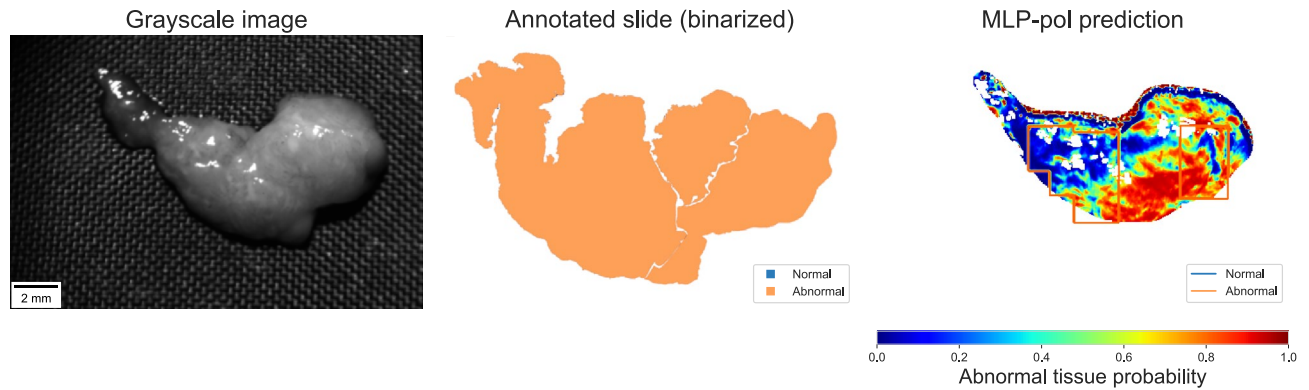 Grayscale image
Annotated slide (binarized)
MLP-pol prediction
2 mm
Normal
Abnormal
Normal
Abnormal
0.0 0.2 0.4 0.6 0.8 1.0
Abnormal tissue probability